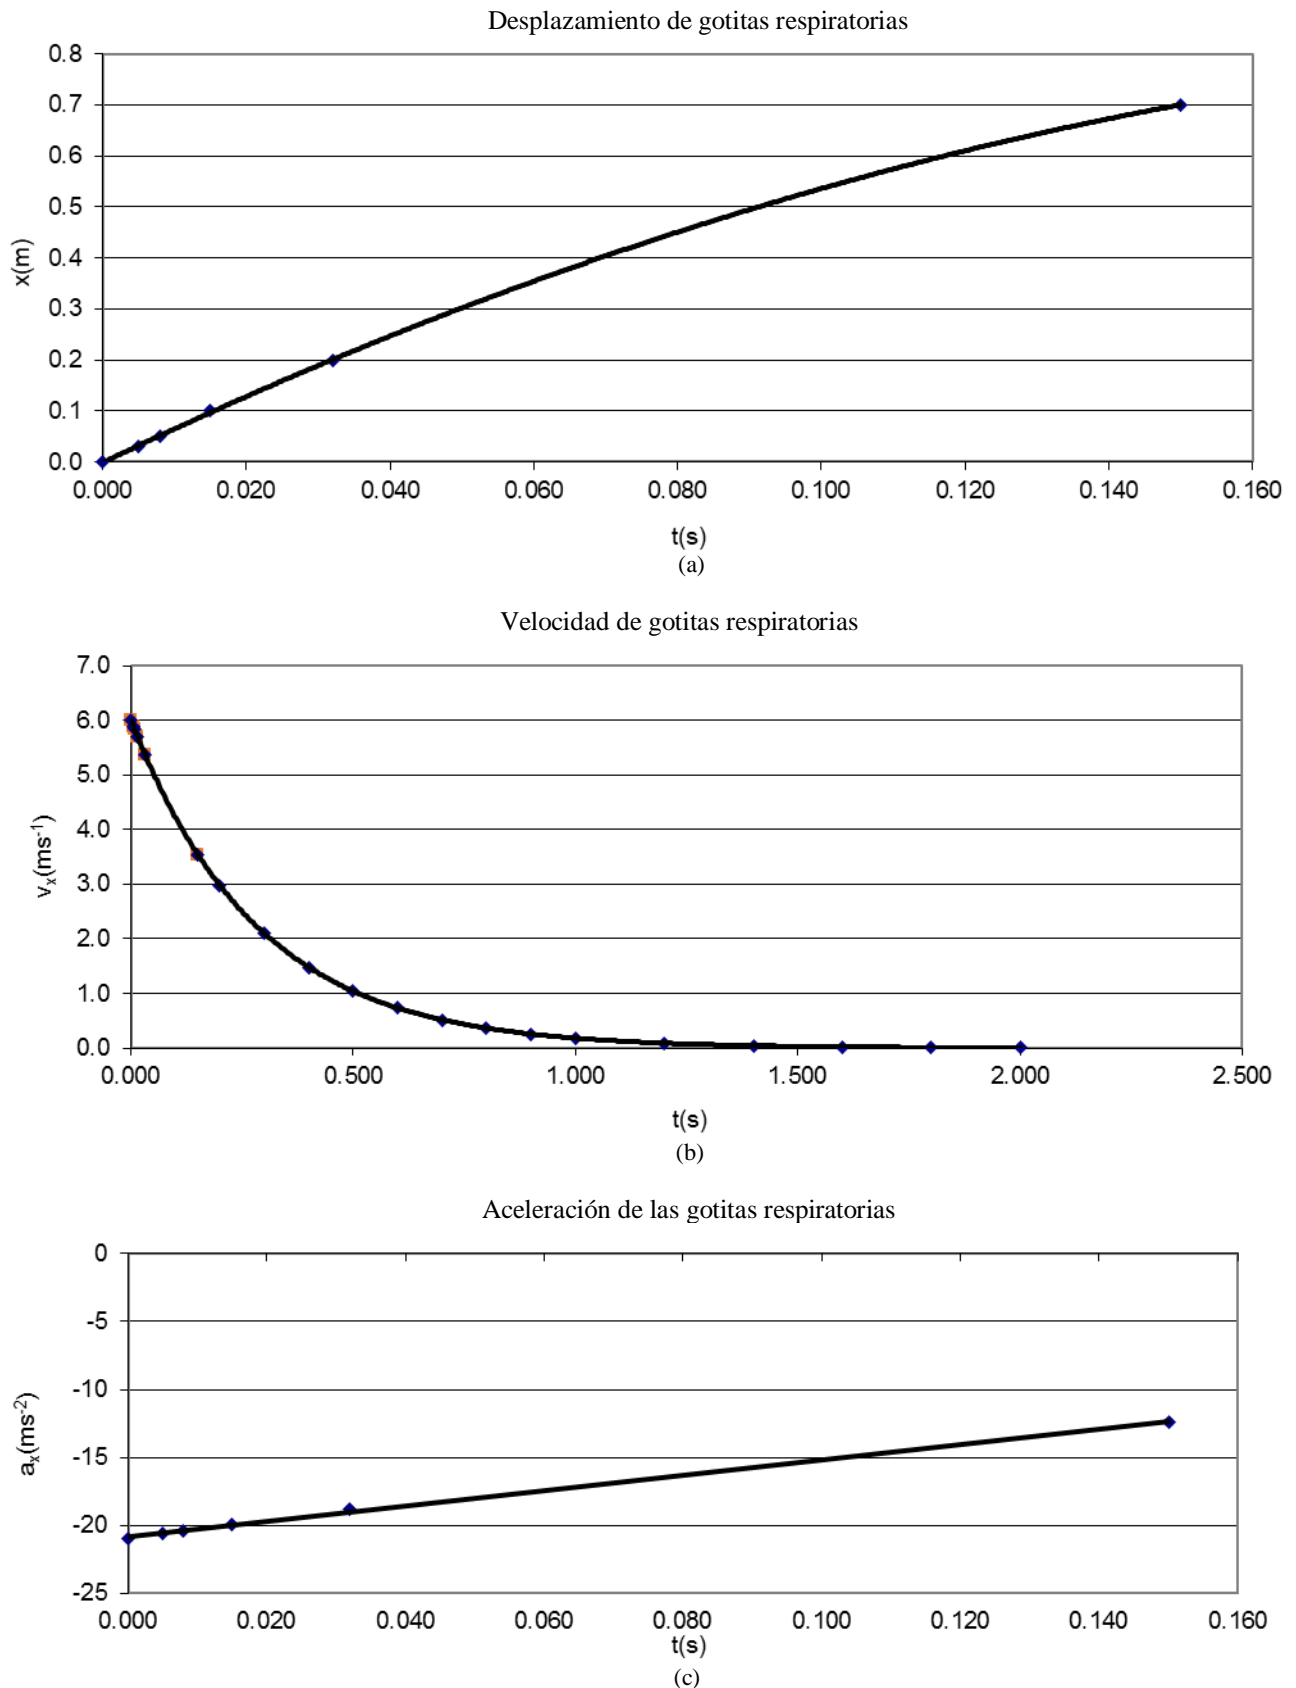 Desplazamiento de gotitas respiratorias
0.8
0.7
0.6
0.5
0.4
0.3
0.2
0.1
0.0
x(m)
0.000 0.020 0.040 0.060 0.080 0.100 0.120 0.140 0.160
t(s)
(a)
Velocidad de gotitas respiratorias
7.0
6.0
5.0
4.0
3.0
2.0
1.0
0.0
vₓ(ms⁻¹)
0.000 0.500 1.000 1.500 2.000 2.500
t(s)
(b)
Aceleración de las gotitas respiratorias
0
-5
-10
-15
-20
-25
aₓ(ms⁻²)
0.000 0.020 0.040 0.060 0.080 0.100 0.120 0.140 0.160
t(s)
(c)